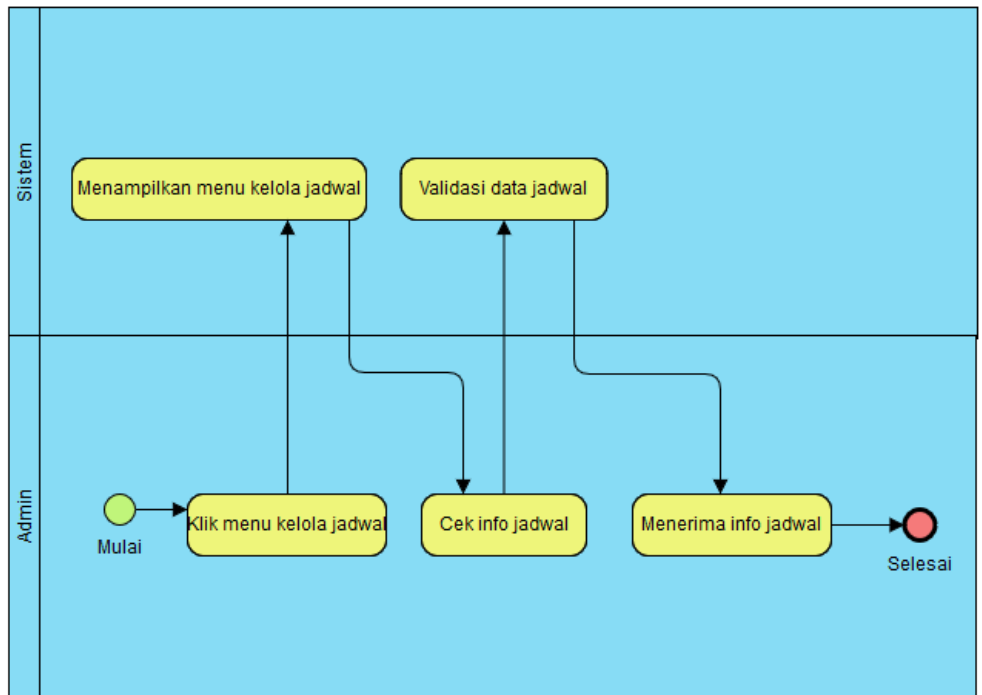 Sistem
Menampilkan menu kelola jadwal
Validasi data jadwal
Admin
Mulai
Klik menu kelola jadwal
Cek info jadwal
Menerima info jadwal
Selesai